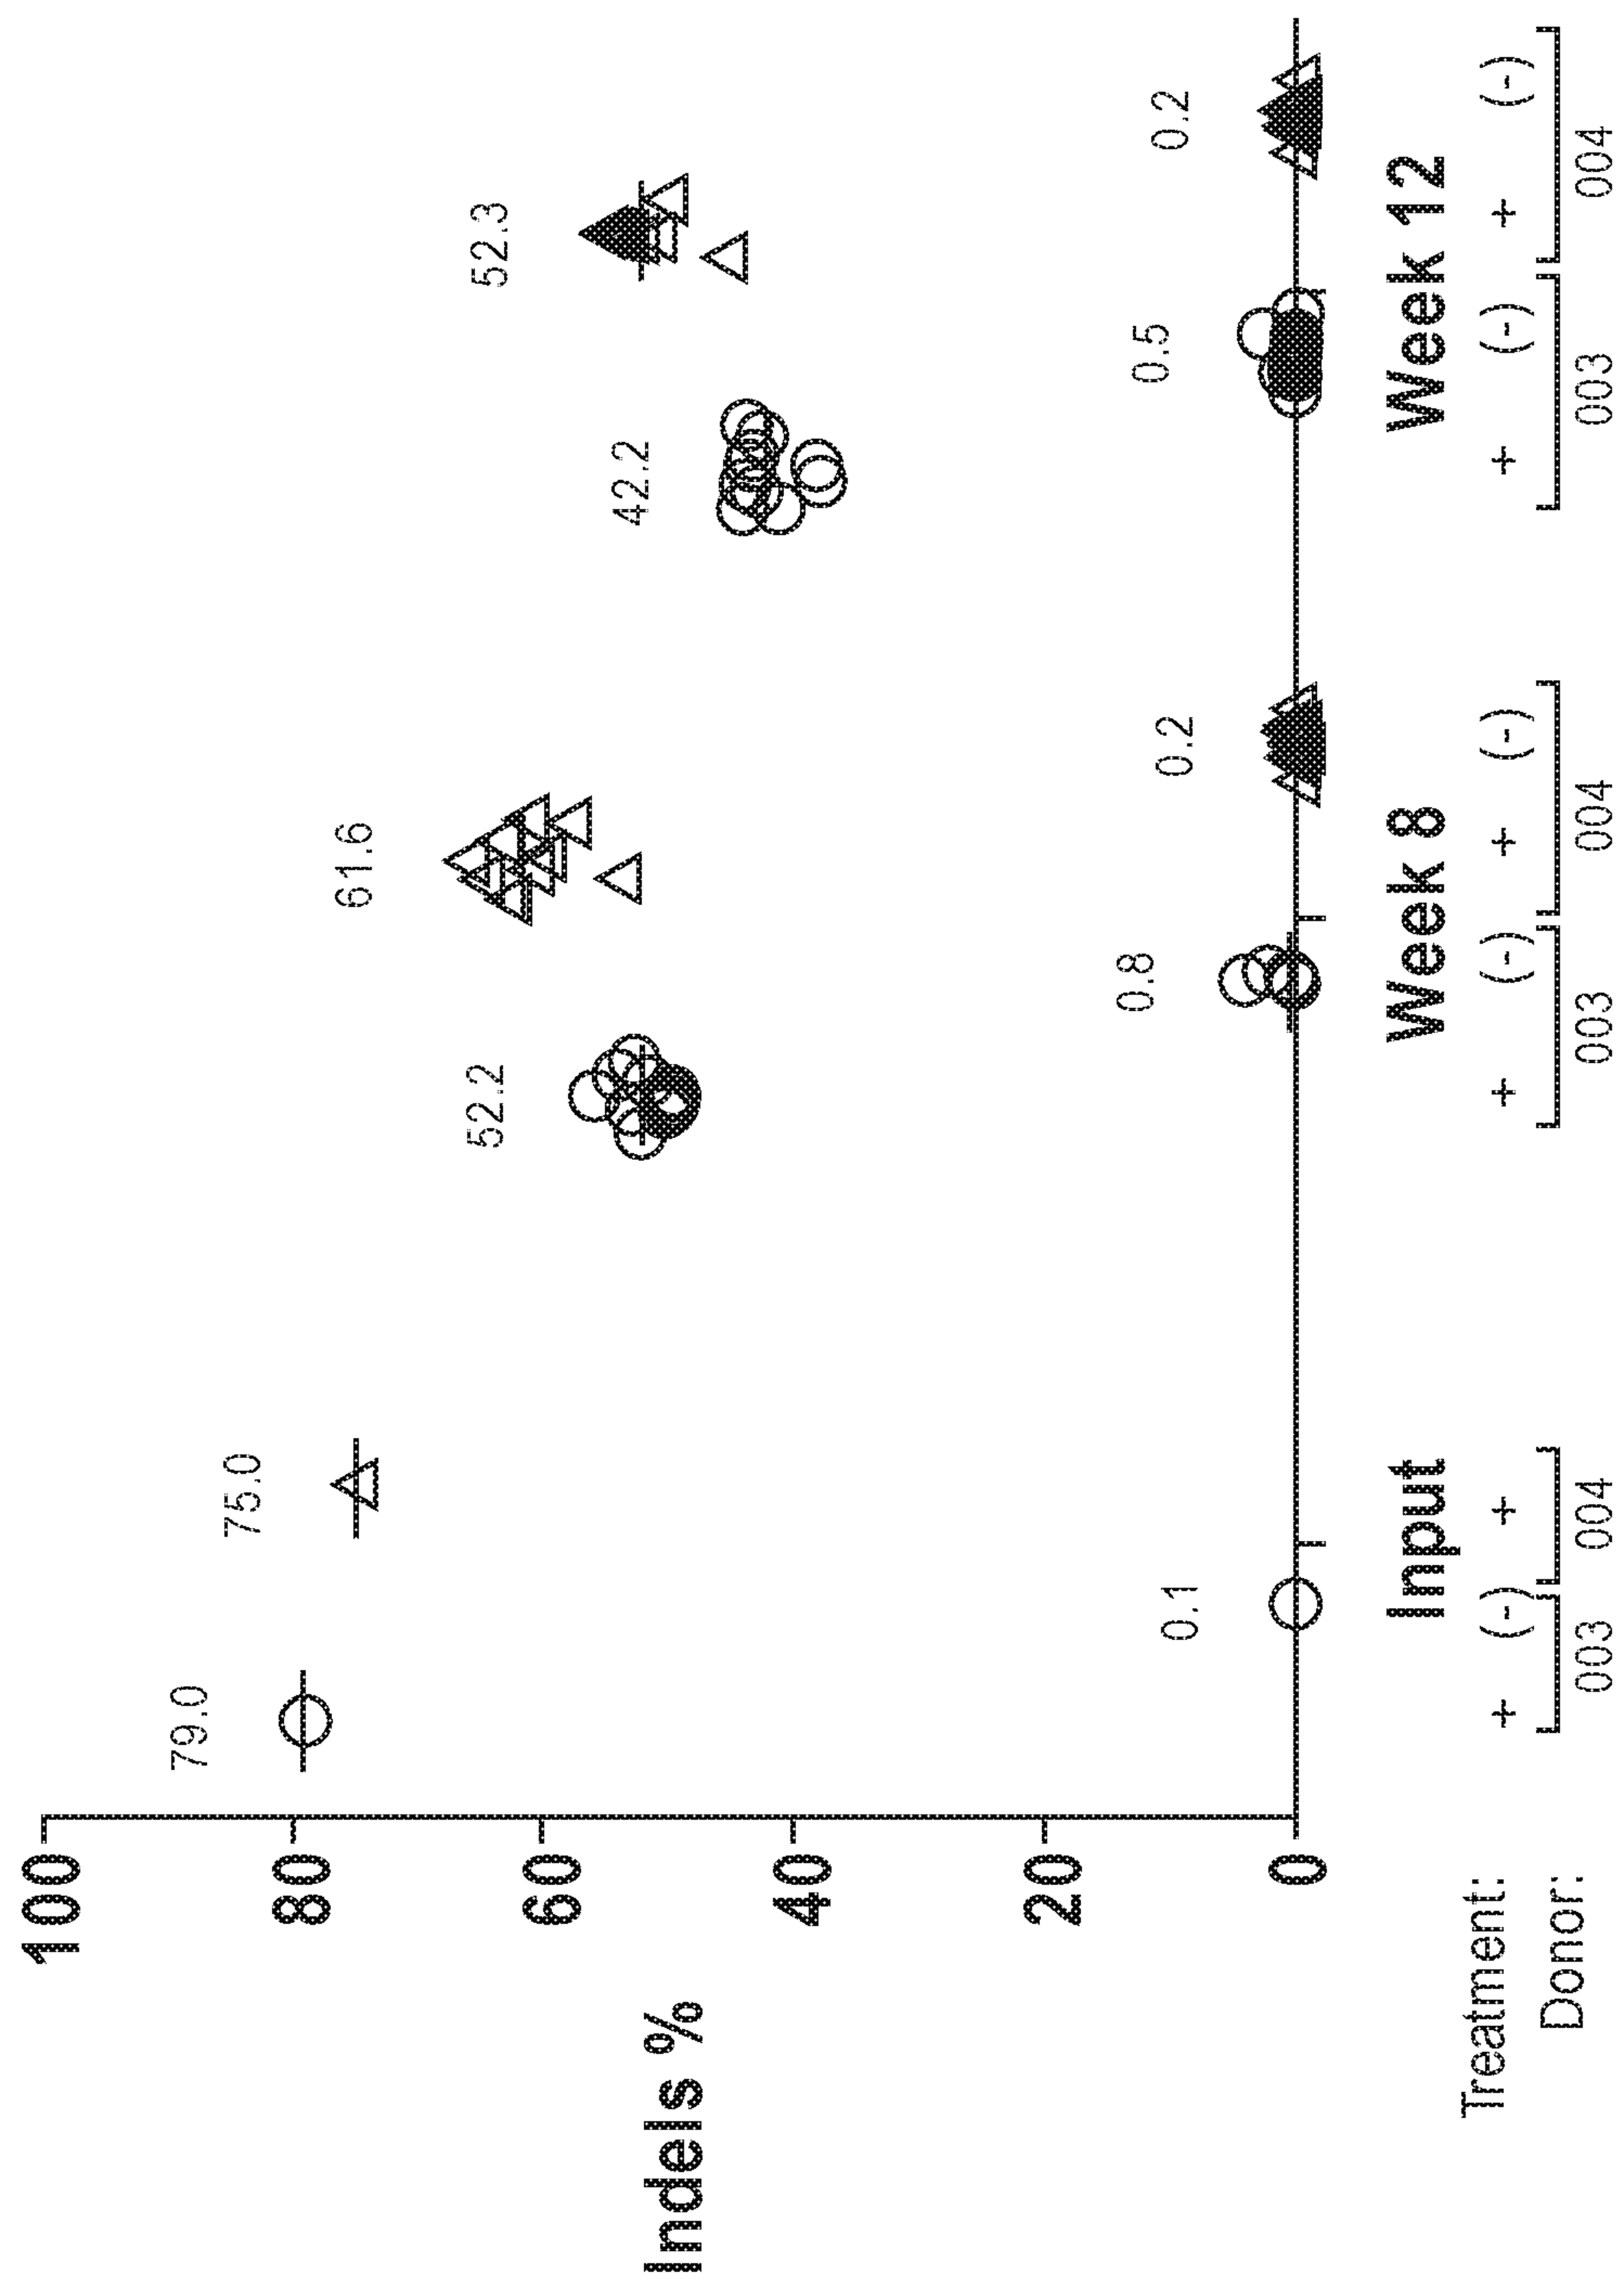 Indels %
100
80
60
40
20
0
79.0
0.1
75.0
52.2
0.8
61.6
0.2
42.2
0.5
52.3
0.2
Input
Week 8
Week 12
Treatment: + (-) + + (-) + (-) + (-) + (-)
Donor: 003 004 003 004 003 004